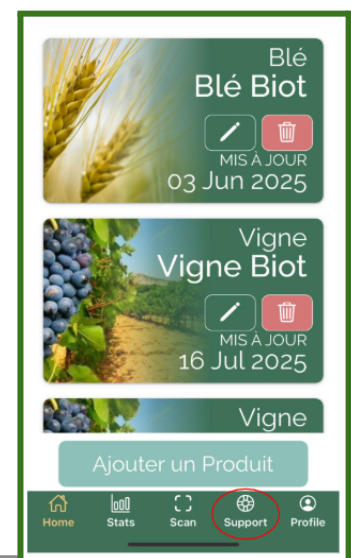 Blé
Blé Biot
MIS À JOUR
03 Jun 2025
Vigne
Vigne Biot
MIS À JOUR
16 Jul 2025
Vigne
Ajouter un Produit
Home Stats Scan Support Profile